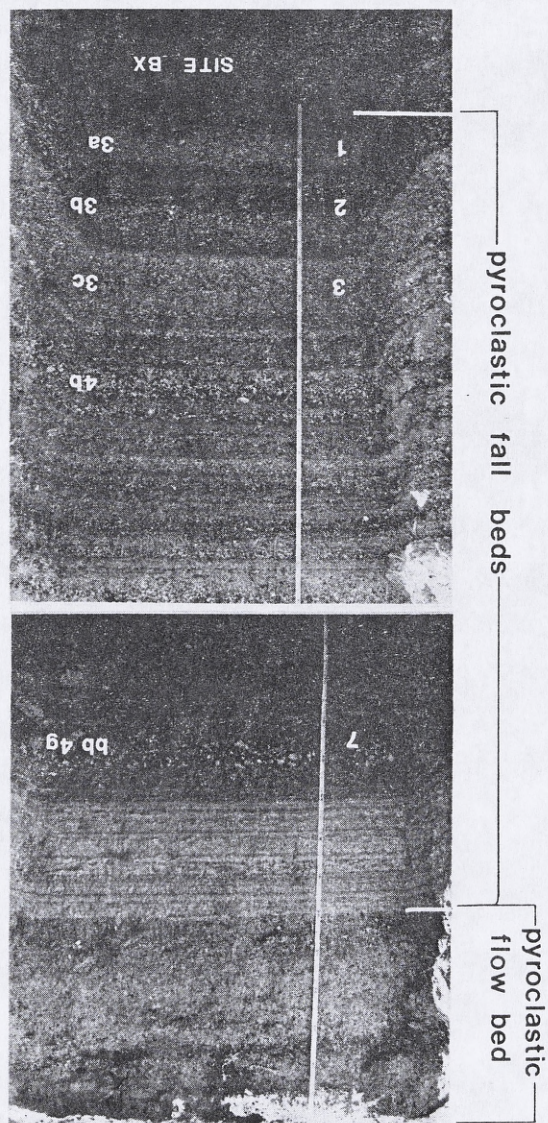 SITE BX
3a
1
3b
2
3c
3
4b
bb 4g
7
pyroclastic fall beds
pyroclastic
flow bed